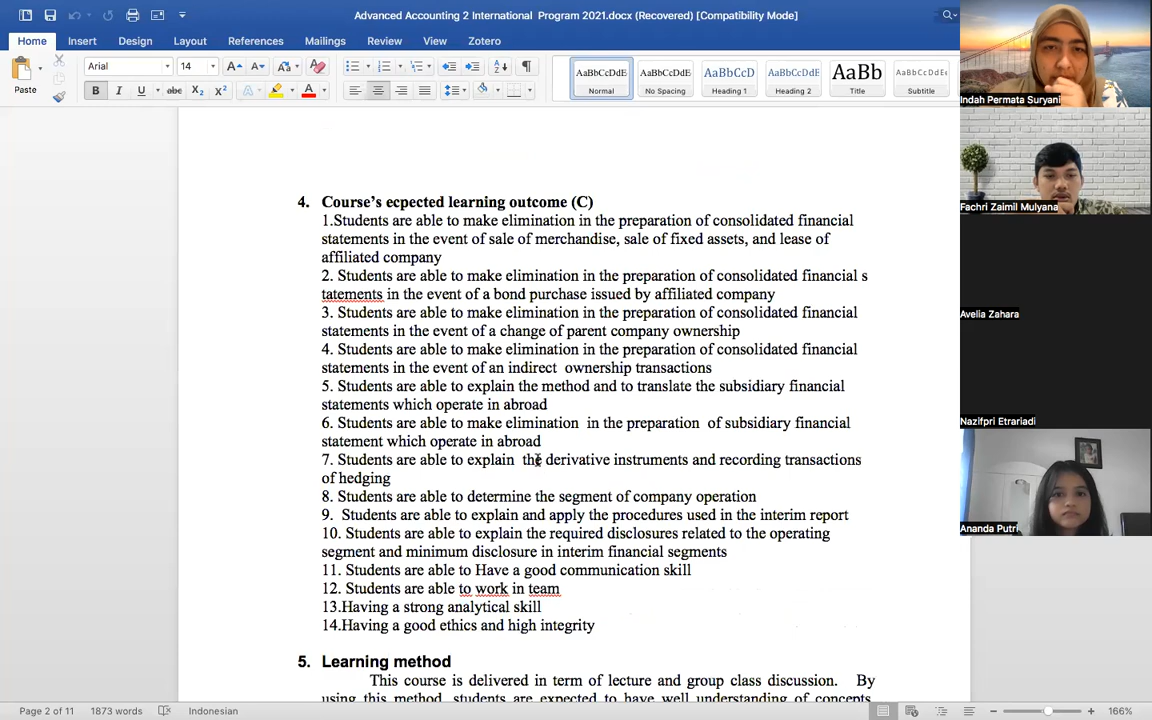 Advanced Accounting 2 International Program 2021.docx (Recovered) [Compatibility Mode]
Home Insert Design Layout References Mailings Review View Zotero
Paste
Arial 14
B I U abc X₂ X² A
AaBbCcDdE Normal
AaBbCcDdE No Spacing
AaBbCcD Heading 1
AaBbCcDdE Heading 2
AaBb Title
AaBbCcDdE Subtitle
4. Course's ecpected learning outcome (C)
1.Students are able to make elimination in the preparation of consolidated financial
statements in the event of sale of merchandise, sale of fixed assets, and lease of
affiliated company
2. Students are able to make elimination in the preparation of consolidated financial s
tatements in the event of a bond purchase issued by affiliated company
3. Students are able to make elimination in the preparation of consolidated financial
statements in the event of a change of parent company ownership
4. Students are able to make elimination in the preparation of consolidated financial
statements in the event of an indirect ownership transactions
5. Students are able to explain the method and to translate the subsidiary financial
statements which operate in abroad
6. Students are able to make elimination in the preparation of subsidiary financial
statement which operate in abroad
7. Students are able to explain the derivative instruments and recording transactions
of hedging
8. Students are able to determine the segment of company operation
9. Students are able to explain and apply the procedures used in the interim report
10. Students are able to explain the required disclosures related to the operating
segment and minimum disclosure in interim financial segments
11. Students are able to Have a good communication skill
12. Students are able to work in team
13.Having a strong analytical skill
14.Having a good ethics and high integrity
5. Learning method
This course is delivered in term of lecture and group class discussion. By
using this method, students are expected to have well understanding of concepts
Page 2 of 11 1873 words Indonesian 166%
Indah Permata Suryani
Fachri Zaimil Mulyana
Avelia Zahara
Nazifpri Etrariadi
Ananda Putri